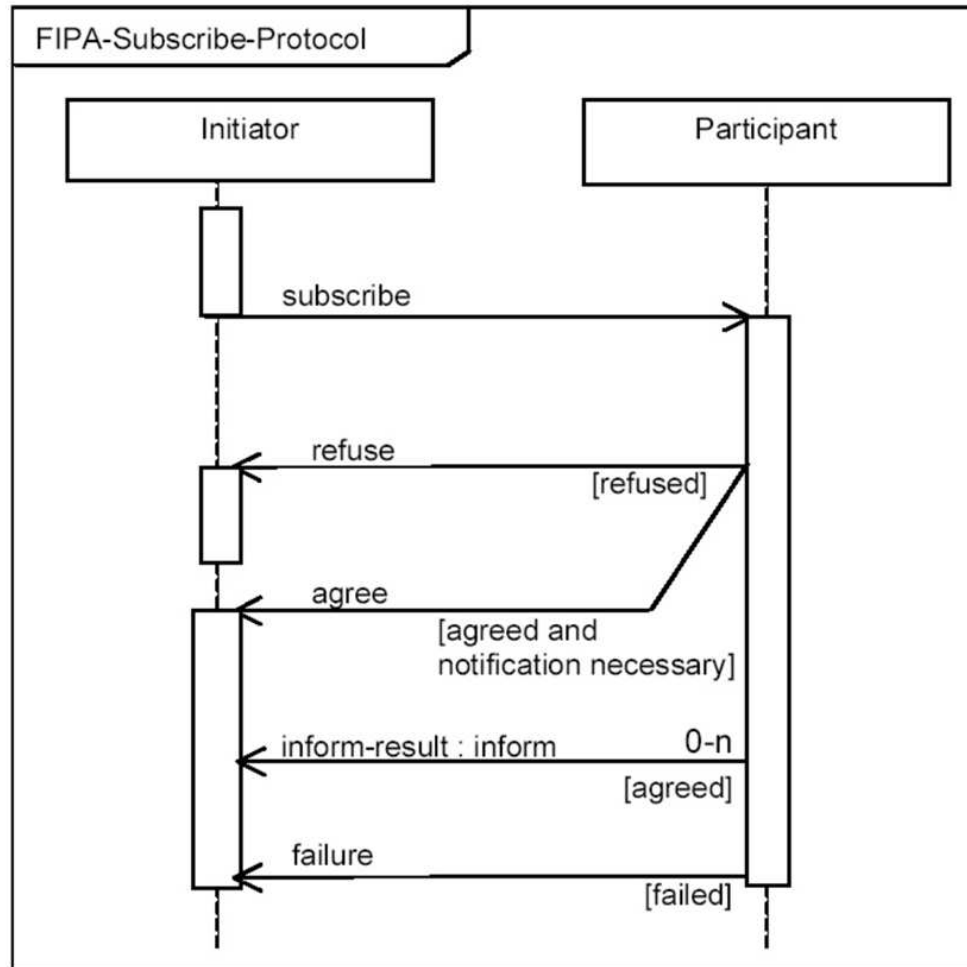 FIPA-Subscribe-Protocol
Initiator
Participant
subscribe
refuse
[refused]
agree
[agreed and
notification necessary]
inform-result : inform
0-n
[agreed]
failure
[failed]